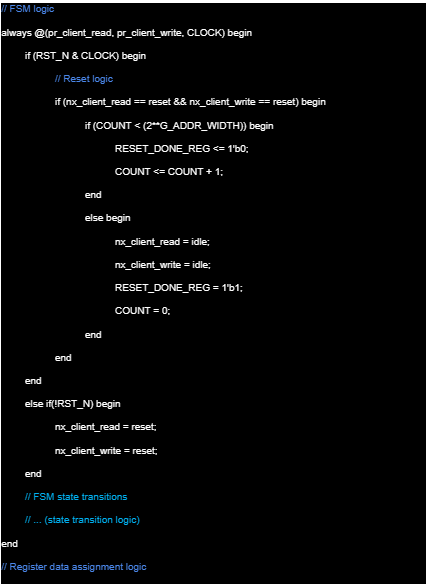 // FSM logic
always @(pr_client_read, pr_client_write, CLOCK) begin
if (RST_N & CLOCK) begin
// Reset logic
if (nx_client_read == reset && nx_client_write == reset) begin
if (COUNT < (2**G_ADDR_WIDTH)) begin
RESET_DONE_REG <= 1'b0;
COUNT <= COUNT + 1;
end
else begin
nx_client_read = idle;
nx_client_write = idle;
RESET_DONE_REG = 1'b1;
COUNT = 0;
end
end
end
else if(!RST_N) begin
nx_client_read = reset;
nx_client_write = reset;
end
// FSM state transitions
// ... (state transition logic)
end
// Register data assignment logic